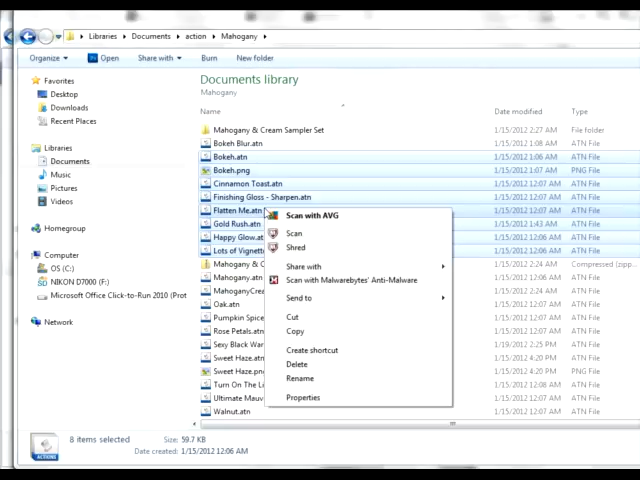 Libraries Documents action Mahogany
Organize Open Share with Burn New folder
Favorites
Desktop
Downloads
Recent Places
Libraries
Documents
Music
Pictures
Videos
Homegroup
Computer
OS (C:)
NIKON D7000 (F:)
Microsoft Office Click-to-Run 2010 (Prot
Network
Documents library
Mahogany
Name Date modified Type
Mahogany & Cream Sampler Set 1/15/2012 2:27 AM File folder
Bokeh Blur.atn 1/15/2012 1:08 AM ATN File
Bokeh.atn 1/15/2012 1:06 AM ATN File
Bokeh.png 1/15/2012 1:07 AM PNG File
Cinnamon Toast.atn 1/15/2012 12:07 AM ATN File
Finishing Gloss - Sharpen.atn 1/15/2012 12:07 AM ATN File
Flatten Me.atn 1/15/2012 12:07 AM ATN File
Gold Rush.atn 1/15/2012 1:43 AM ATN File
Happy Glow.at 1/15/2012 12:06 AM ATN File
Lots of Vignett 1/15/2012 12:06 AM ATN File
Mahogany & C 1/15/2012 2:24 AM Compressed (zipp...
Mahogany.atn 1/15/2012 12:06 AM ATN File
MahoganyCrea 1/15/2012 2:24 AM ATN File
Oak.atn 1/15/2012 12:06 AM ATN File
Pumpkin Spice 1/15/2012 12:07 AM ATN File
Rose Petals.atn 1/15/2012 12:07 AM ATN File
Sexy Black War 1/19/2012 2:25 PM ATN File
Sweet Haze.atn 1/15/2012 4:20 PM ATN File
Sweet Haze.png 1/15/2012 4:20 PM PNG File
Turn On The Li 1/15/2012 12:08 AM ATN File
Ultimate Mauv 1/15/2012 12:07 AM ATN File
Walnut.atn 1/15/2012 12:06 AM ATN File
Scan with AVG
Scan
Shred
Share with
Scan with Malwarebytes' Anti-Malware
Send to
Cut
Copy
Create shortcut
Delete
Rename
Properties
8 items selected Size: 59.7 KB
Date created: 1/15/2012 12:06 AM
ACTIONS